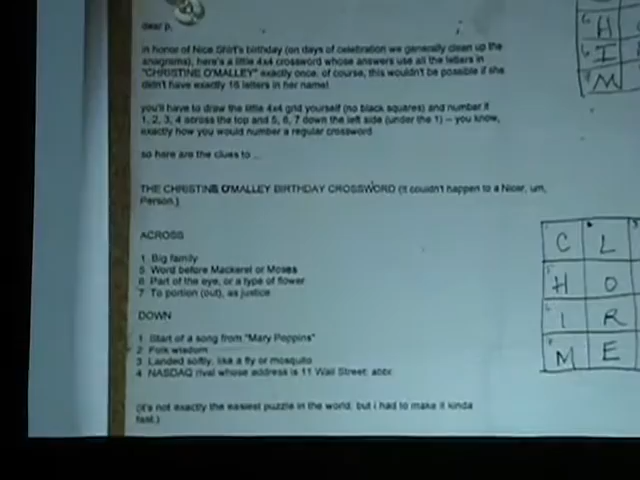 dear p,
in honor of Nice Shirt's birthday (on days of celebration we generally clean up the
anagrams), here's a little 4x4 crossword whose answers use all the letters in
"CHRISTINE O'MALLEY" exactly once. of course, this wouldn't be possible if she
didn't have exactly 16 letters in her name!
you'll have to draw the little 4x4 grid yourself (no black squares) and number it
1, 2, 3, 4 across the top and 5, 6, 7 down the left side (under the 1) -- you know,
exactly how you would number a regular crossword.
so here are the clues to ...
THE CHRISTINE O'MALLEY BIRTHDAY CROSSWORD (it couldn't happen to a Nicer, um,
Person.)
ACROSS
1 Big family
5 Word before Mackerel or Moses
6 Part of the eye, or a type of flower
7 To portion (out), as justice
DOWN
1 Start of a song from "Mary Poppins"
2 Folk wisdom
3 Landed softly, like a fly or mosquito
4 NASDAQ rival whose address is 11 Wall Street: abbr.
(it's not exactly the easiest puzzle in the world, but i had to make it kinda
fast.)
H
I
M
C L
H O
I R
M E